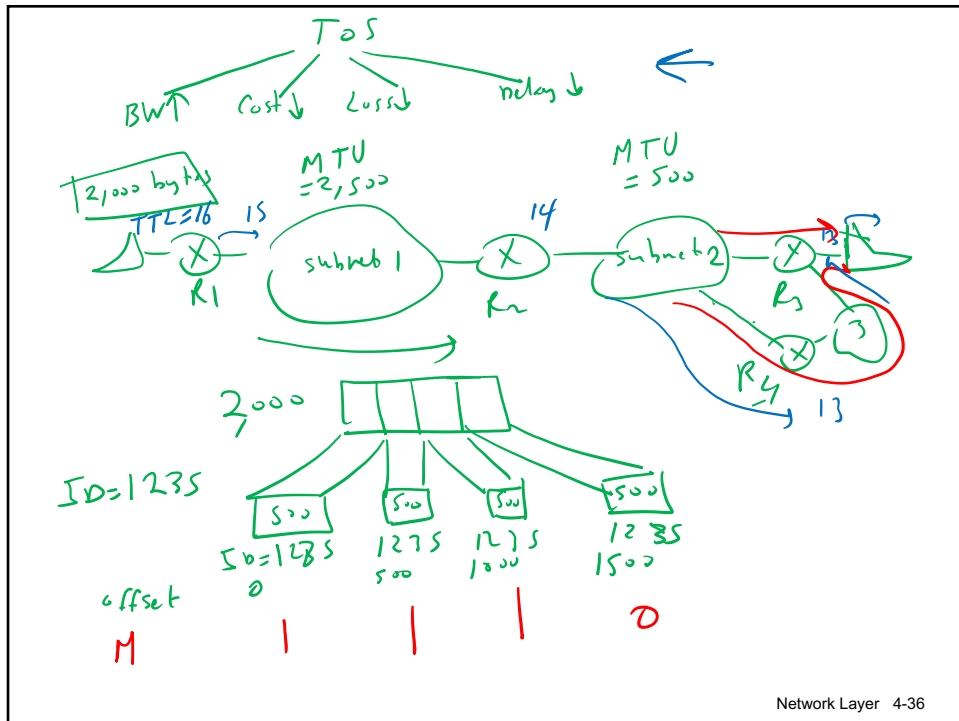 ToS
BW↑ Cost↓ Loss↓ Delay↓
MTU
=2,500
MTU
= 500
2,000 bytes
TTL=16
15
14
13
subnet 1
subnet 2
X
X
X
X
R1
R2
R3
R4
3
13
2,000
ID=1235
500
500
500
500
ID=1235
1235
1235
1235
offset
0
500
1000
1500
M
1
1
1
0
Network Layer 4-36